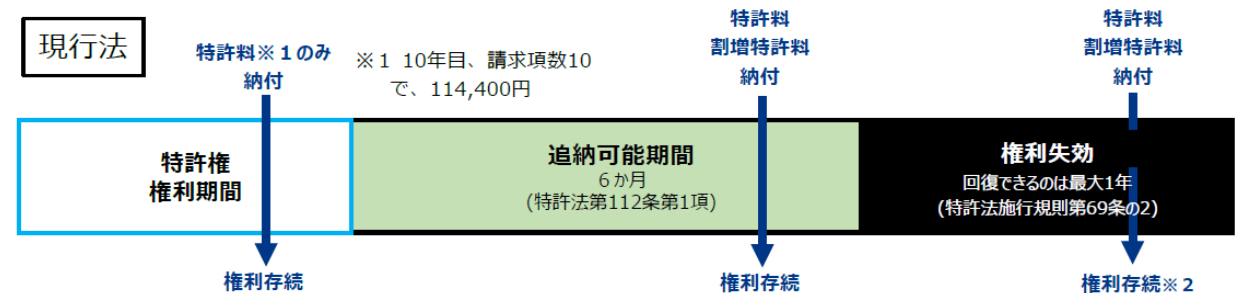 現行法
特許料※１のみ
納付
※１ 10年目、請求項数10
で、114,400円
特許料
割増特許料
納付
特許料
割増特許料
納付
特許権
権利期間
追納可能期間
６か月
(特許法第112条第１項)
権利失効
回復できるのは最大1年
(特許法施行規則第69条の2)
権利存続
権利存続
権利存続※２